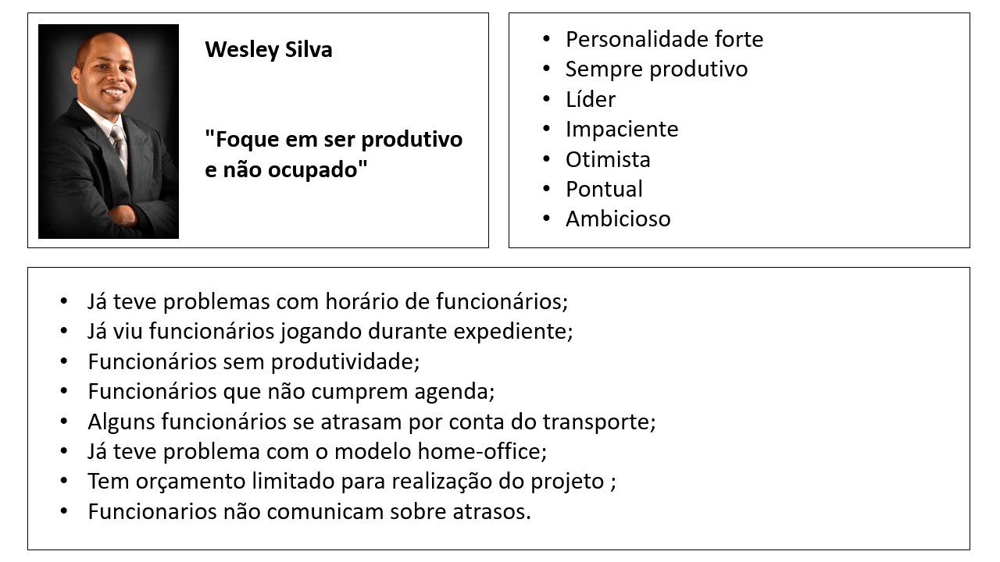 Wesley Silva
"Foque em ser produtivo
e não ocupado"
• Personalidade forte
• Sempre produtivo
• Líder
• Impaciente
• Otimista
• Pontual
• Ambicioso
• Já teve problemas com horário de funcionários;
• Já viu funcionários jogando durante expediente;
• Funcionários sem produtividade;
• Funcionários que não cumprem agenda;
• Alguns funcionários se atrasam por conta do transporte;
• Já teve problema com o modelo home-office;
• Tem orçamento limitado para realização do projeto ;
• Funcionarios não comunicam sobre atrasos.